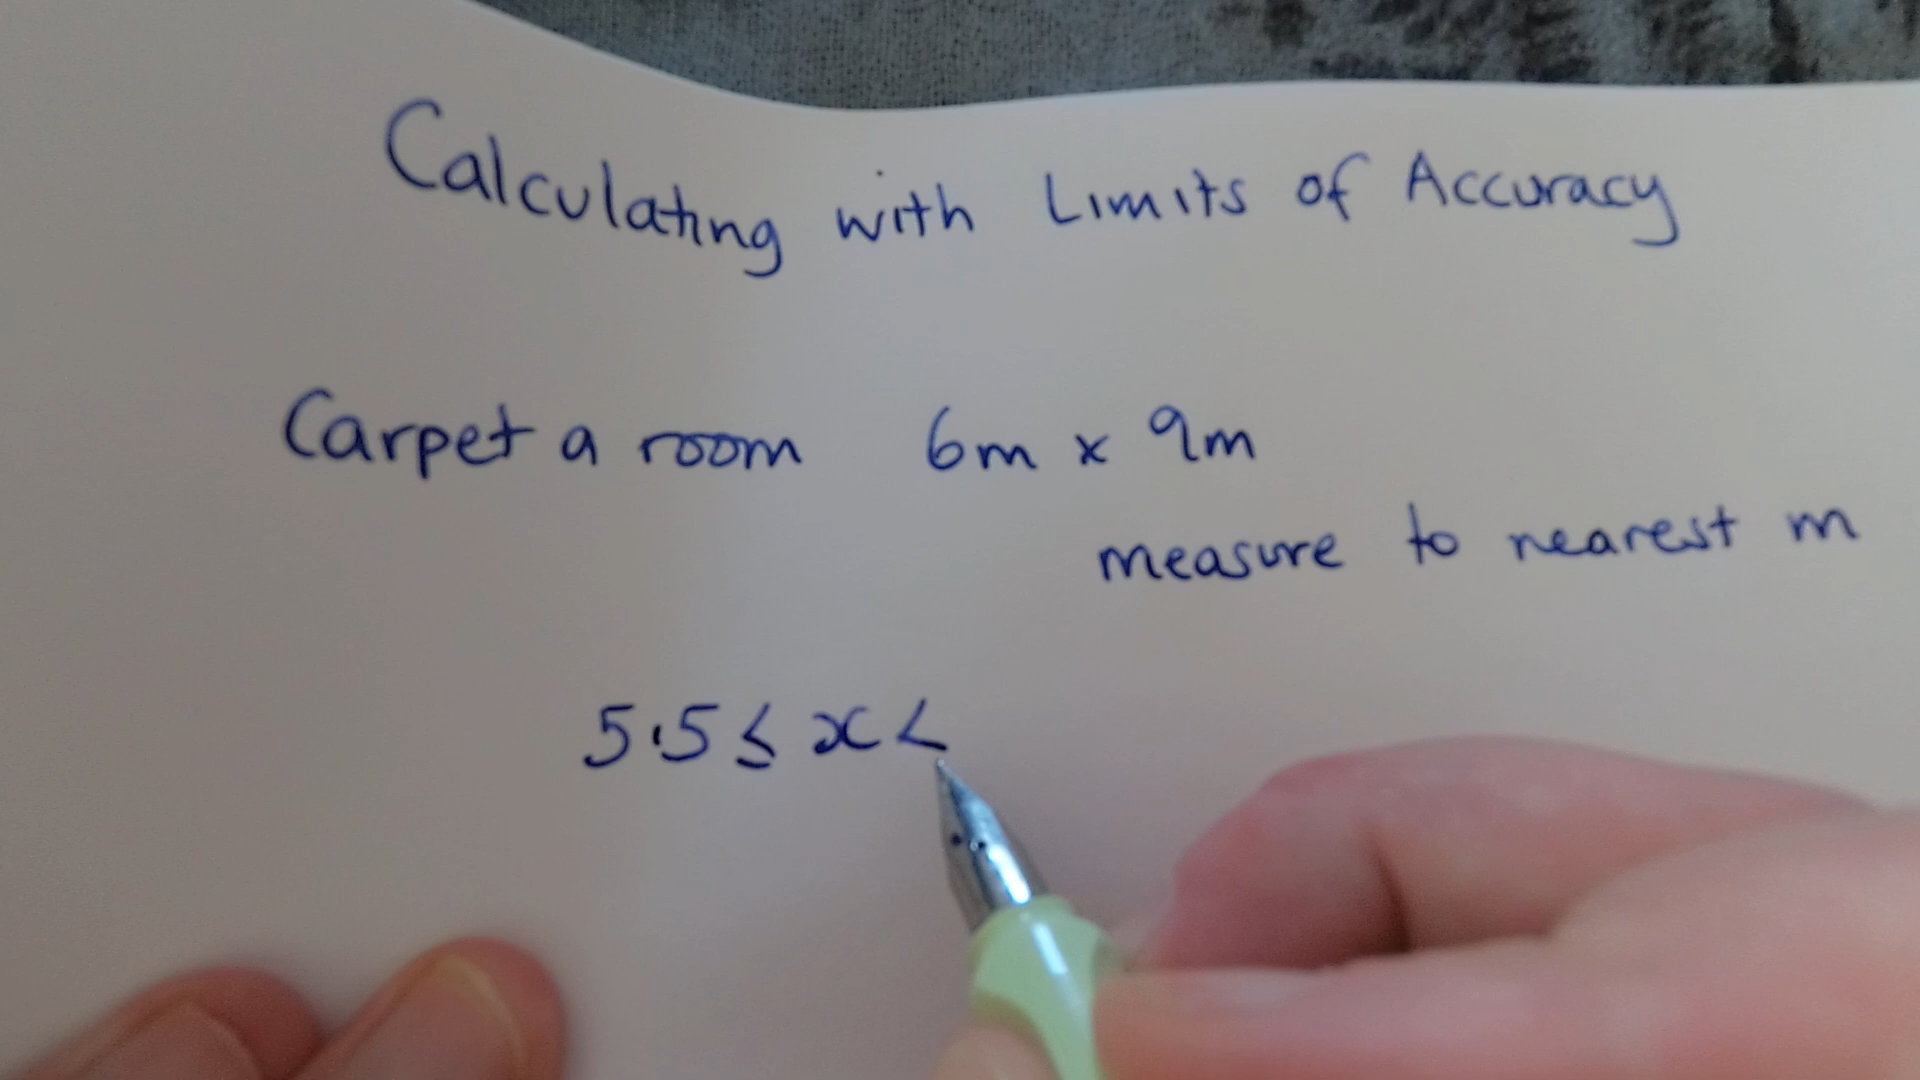 Calculating with Limits of Accuracy
Carpet a room 6m x 9m
measure to nearest m
5.5 ≤ x <